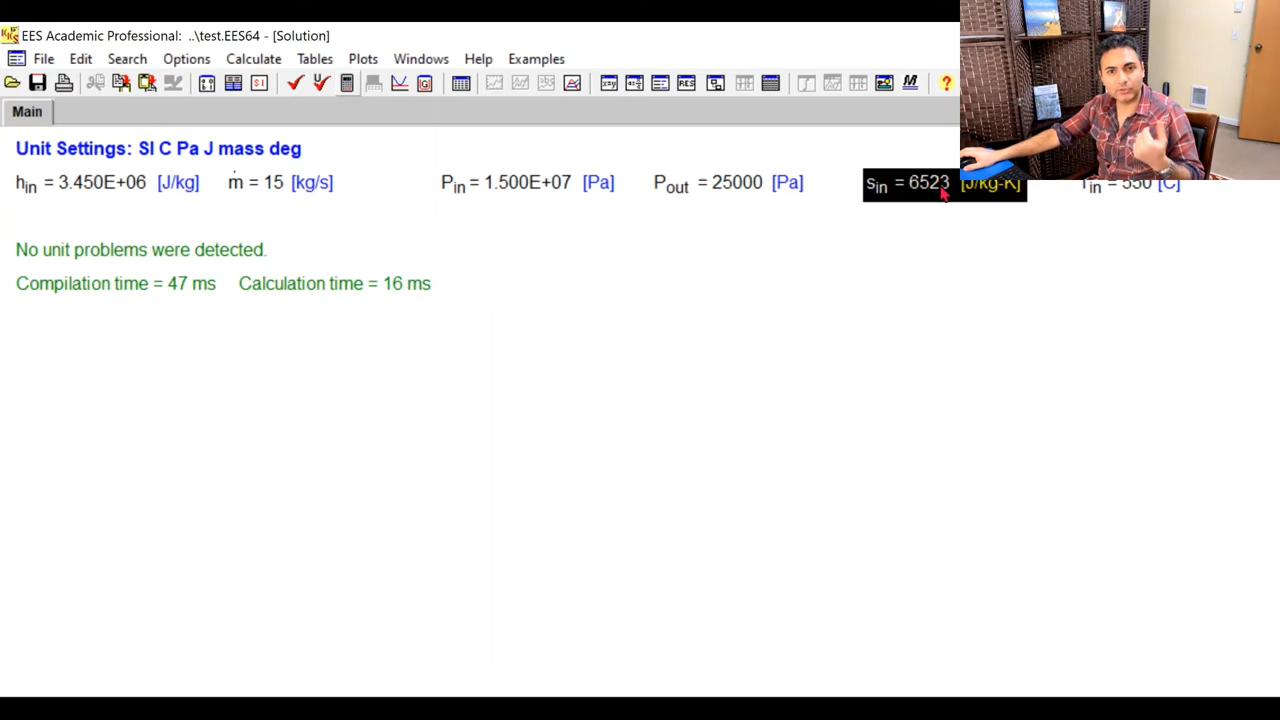 EES Academic Professional: ..\test.EES64 - [Solution]
File Edit Search Options Calculate Tables Plots Windows Help Examples
Main
Unit Settings: SI C Pa J mass deg
hin = 3.450E+06 [J/kg] ṁ = 15 [kg/s] Pin = 1.500E+07 [Pa] Pout = 25000 [Pa] sin = 6523 [J/kg-K] = 550 [C]
No unit problems were detected.
Compilation time = 47 ms Calculation time = 16 ms